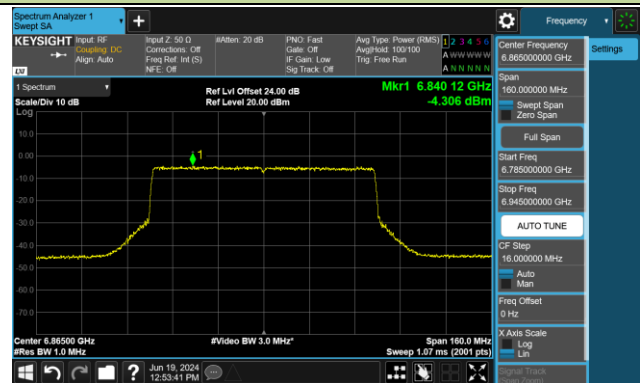 Spectrum Analyzer 1
Swept SA
+
Frequency
KEYSIGHT
Input: RF
Coupling: DC
Align: Auto
LXI
Input Z: 50 Ω
Corrections: Off
Freq Ref: Int (S)
NFE: Off
#Atten: 20 dB
PNO: Fast
Gate: Off
IF Gain: Low
Sig Track: Off
Avg Type: Power (RMS)
Avg|Hold: 100/100
Trig: Free Run
1 2 3 4 5 6
A W W W W W
A N N N N N
1 Spectrum
Scale/Div 10 dB
Log
Ref Lvl Offset 24.00 dB
Ref Level 20.00 dBm
Mkr1 6.840 12 GHz
-4.306 dBm
1
10.0
0.00
-10.0
-20.0
-30.0
-40.0
-50.0
-60.0
-70.0
Center 6.86500 GHz
#Res BW 1.0 MHz
#Video BW 3.0 MHz*
Span 160.0 MHz
Sweep 1.07 ms (2001 pts)
Jun 19, 2024
12:53:41 PM
?
Center Frequency
6.865000000 GHz
Span
160.000000 MHz
Swept Span
Zero Span
Full Span
Start Freq
6.785000000 GHz
Stop Freq
6.945000000 GHz
AUTO TUNE
CF Step
16.000000 MHz
Auto
Man
Freq Offset
0 Hz
X Axis Scale
Log
Lin
Signal Track
Settings